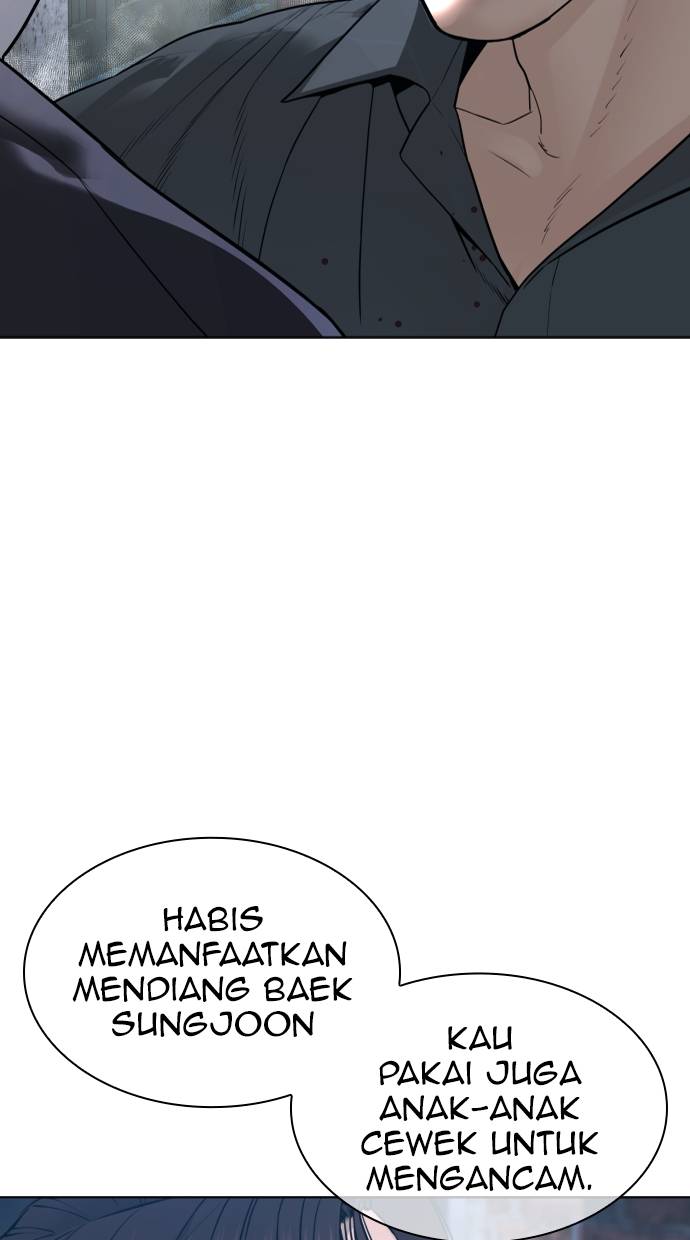 HABIS
MEMANFAATKAN
MENDIANG BAEK
SUNGJOON
KAU
PAKAI JUGA
ANAK-ANAK
CEWEK UNTUK
MENGANCAM.